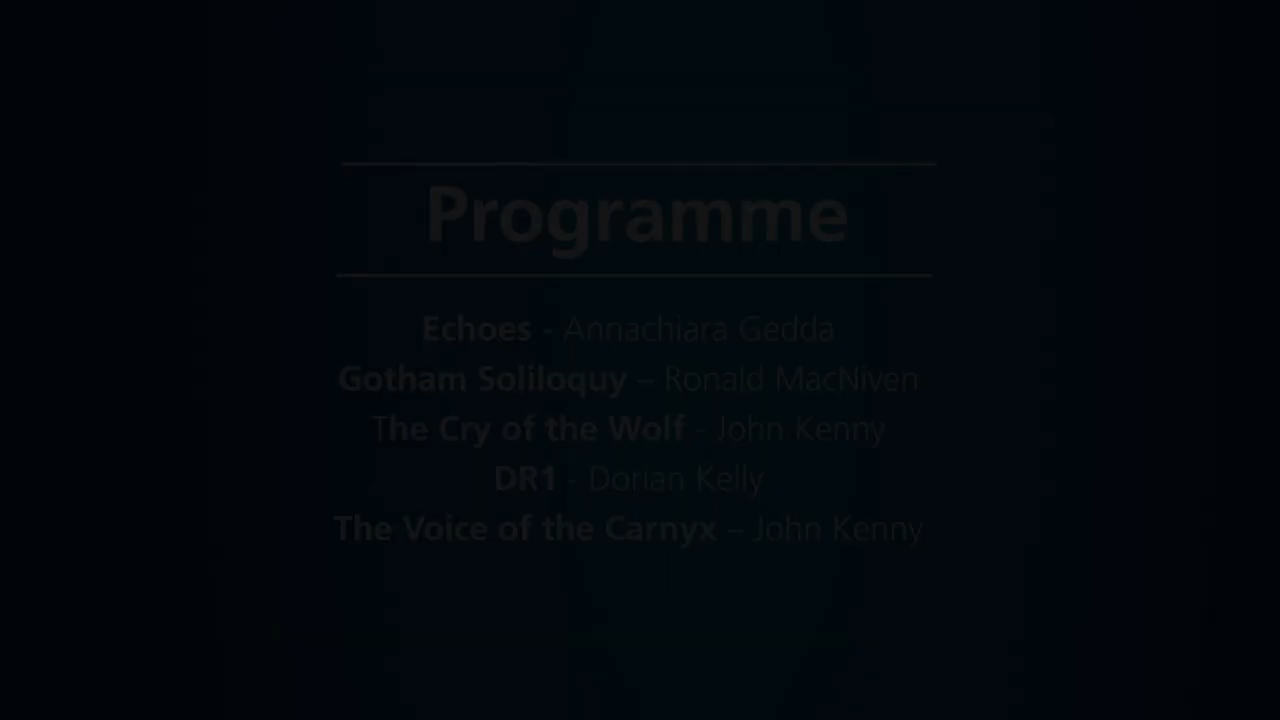 Programme
Echoes - Annachiara Gedda
Gotham Soliloquy – Ronald MacNiven
The Cry of the Wolf - John Kenny
DR1 - Dorian Kelly
The Voice of the Carnyx – John Kenny